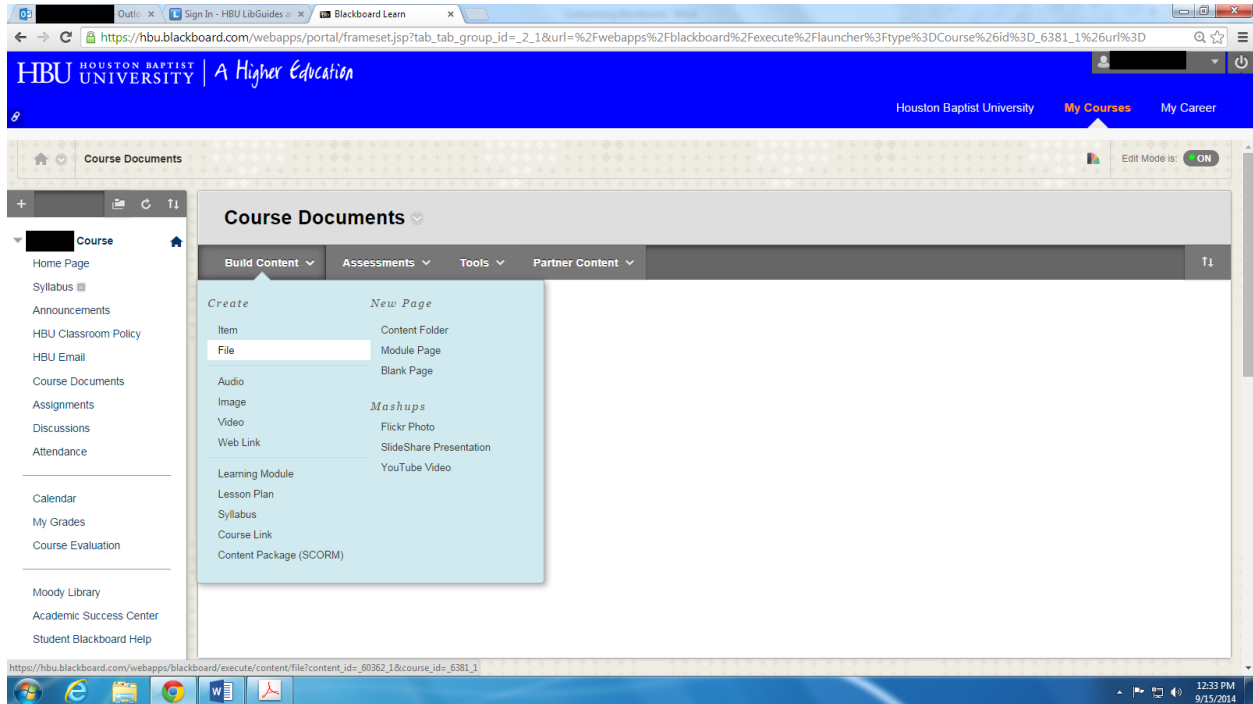 Outlo
Sign In - HBU LibGuides a
Blackboard Learn
https://hbu.blackboard.com/webapps/portal/frameset.jsp?tab_tab_group_id=_2_1&url=%2Fwebapps%2Fblackboard%2Fexecute%2Flauncher%3Ftype%3DCourse%26id%3D_6381_1%26url%3D
HBU HOUSTON BAPTIST UNIVERSITY | A Higher Education
Houston Baptist University My Courses My Career
Course Documents
Edit Mode is: ON
Course Documents
Course
Home Page
Syllabus
Announcements
HBU Classroom Policy
HBU Email
Course Documents
Assignments
Discussions
Attendance
Calendar
My Grades
Course Evaluation
Moody Library
Academic Success Center
Student Blackboard Help
Build Content Assessments Tools Partner Content
Create
Item
File
Audio
Image
Video
Web Link
Learning Module
Lesson Plan
Syllabus
Course Link
Content Package (SCORM)
New Page
Content Folder
Module Page
Blank Page
Mashups
Flickr Photo
SlideShare Presentation
YouTube Video
https://hbu.blackboard.com/webapps/blackboard/execute/content/file?content_id=_60362_1&course_id=_6381_1
12:33 PM
9/15/2014